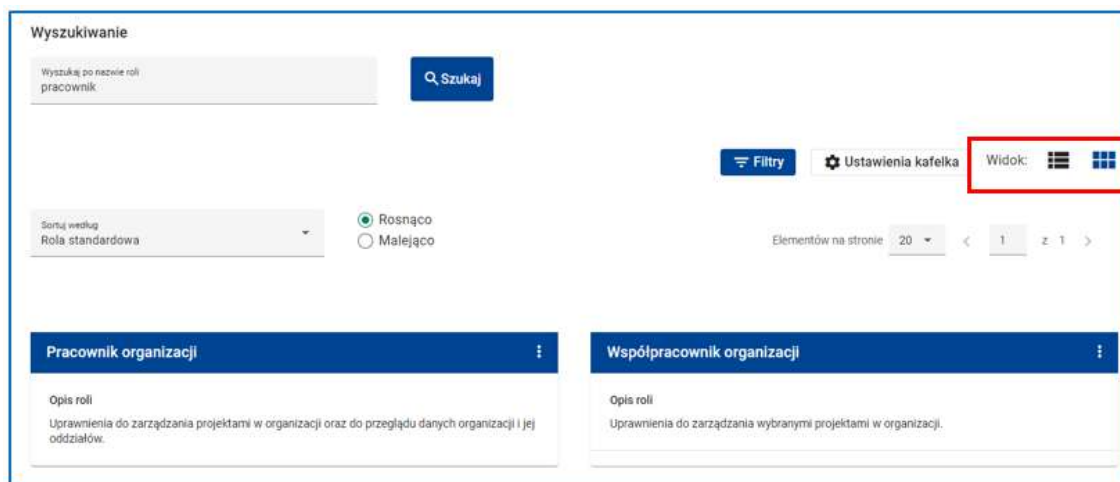 Wyszukiwanie
Wyszukaj po nazwie roli
pracownik
Szukaj
Filtry
Ustawienia kafelka
Widok:
Sortuj według
Rola standardowa
Rosnąco
Malejąco
Elementów na stronie 20 < 1 z 1 >
Pracownik organizacji
Opis roli
Uprawnienia do zarządzania projektami w organizacji oraz do przeglądu danych organizacji i jej
oddziałów.
Współpracownik organizacji
Opis roli
Uprawnienia do zarządzania wybranymi projektami w organizacji.